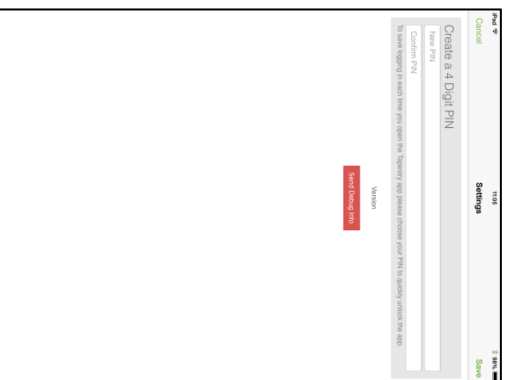 iPad 11:05 98%
Cancel Settings Save
Create a 4 Digit PIN
New PIN
Confirm PIN
To save logging in each time you open the Tapestry app please choose your PIN to quickly unlock the app.
Version
Send Debug Info